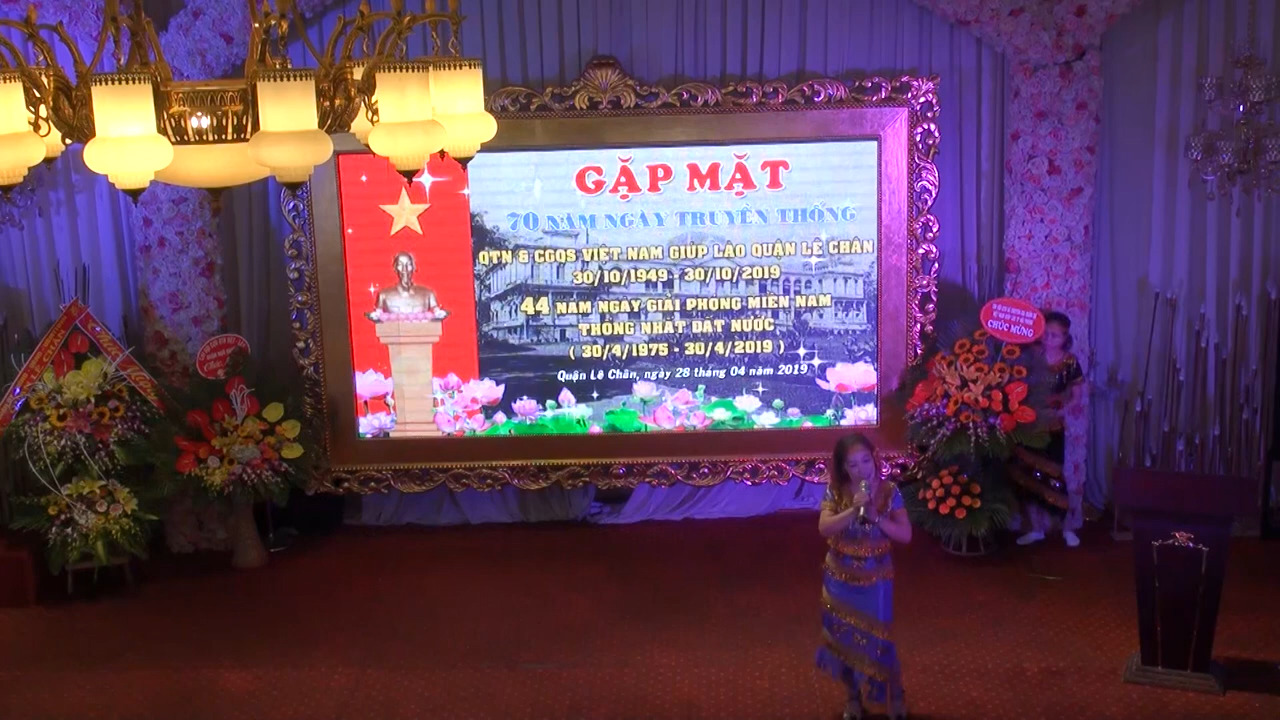 GẶP MẶT
70 NĂM NGÀY TRUYỀN THỐNG
QTN & CGQS VIỆT NAM GIÚP LÀO QUẬN LÊ CHÂN
30/10/1949 - 30/10/2019
44 NĂM NGÀY GIẢI PHÓNG MIỀN NAM
THỐNG NHẤT ĐẤT NƯỚC
( 30/4/1975 - 30/4/2019 )
Quận Lê Chân, ngày 28 tháng 04 năm 2019
CHÚC MỪNG